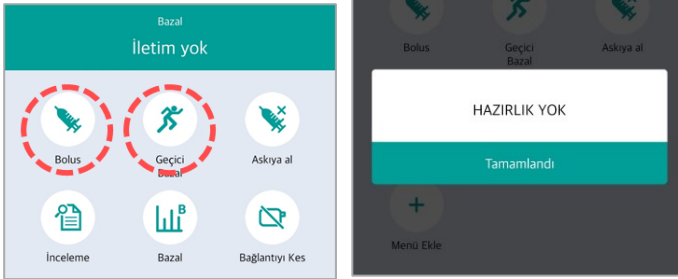 Bazal
İletim yok
Bolus
Geçici
Bazal
Askıya al
İnceleme
B
Bazal
Bağlantıyı Kes
Bolus
Geçici
Bazal
Askıya al
HAZIRLIK YOK
Tamamlandı
Menü Ekle